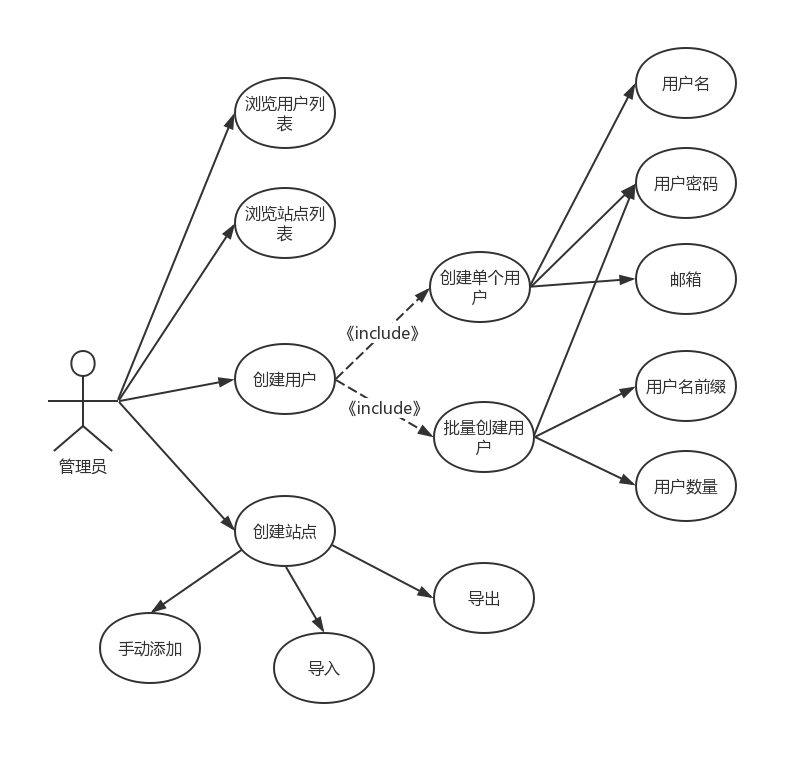 用户名
浏览用户列
表
用户密码
浏览站点列
表
创建单个用
户
邮箱
《include》
创建用户
用户名前缀
《include》
批量创建用
户
管理员
用户数量
创建站点
导出
手动添加
导入